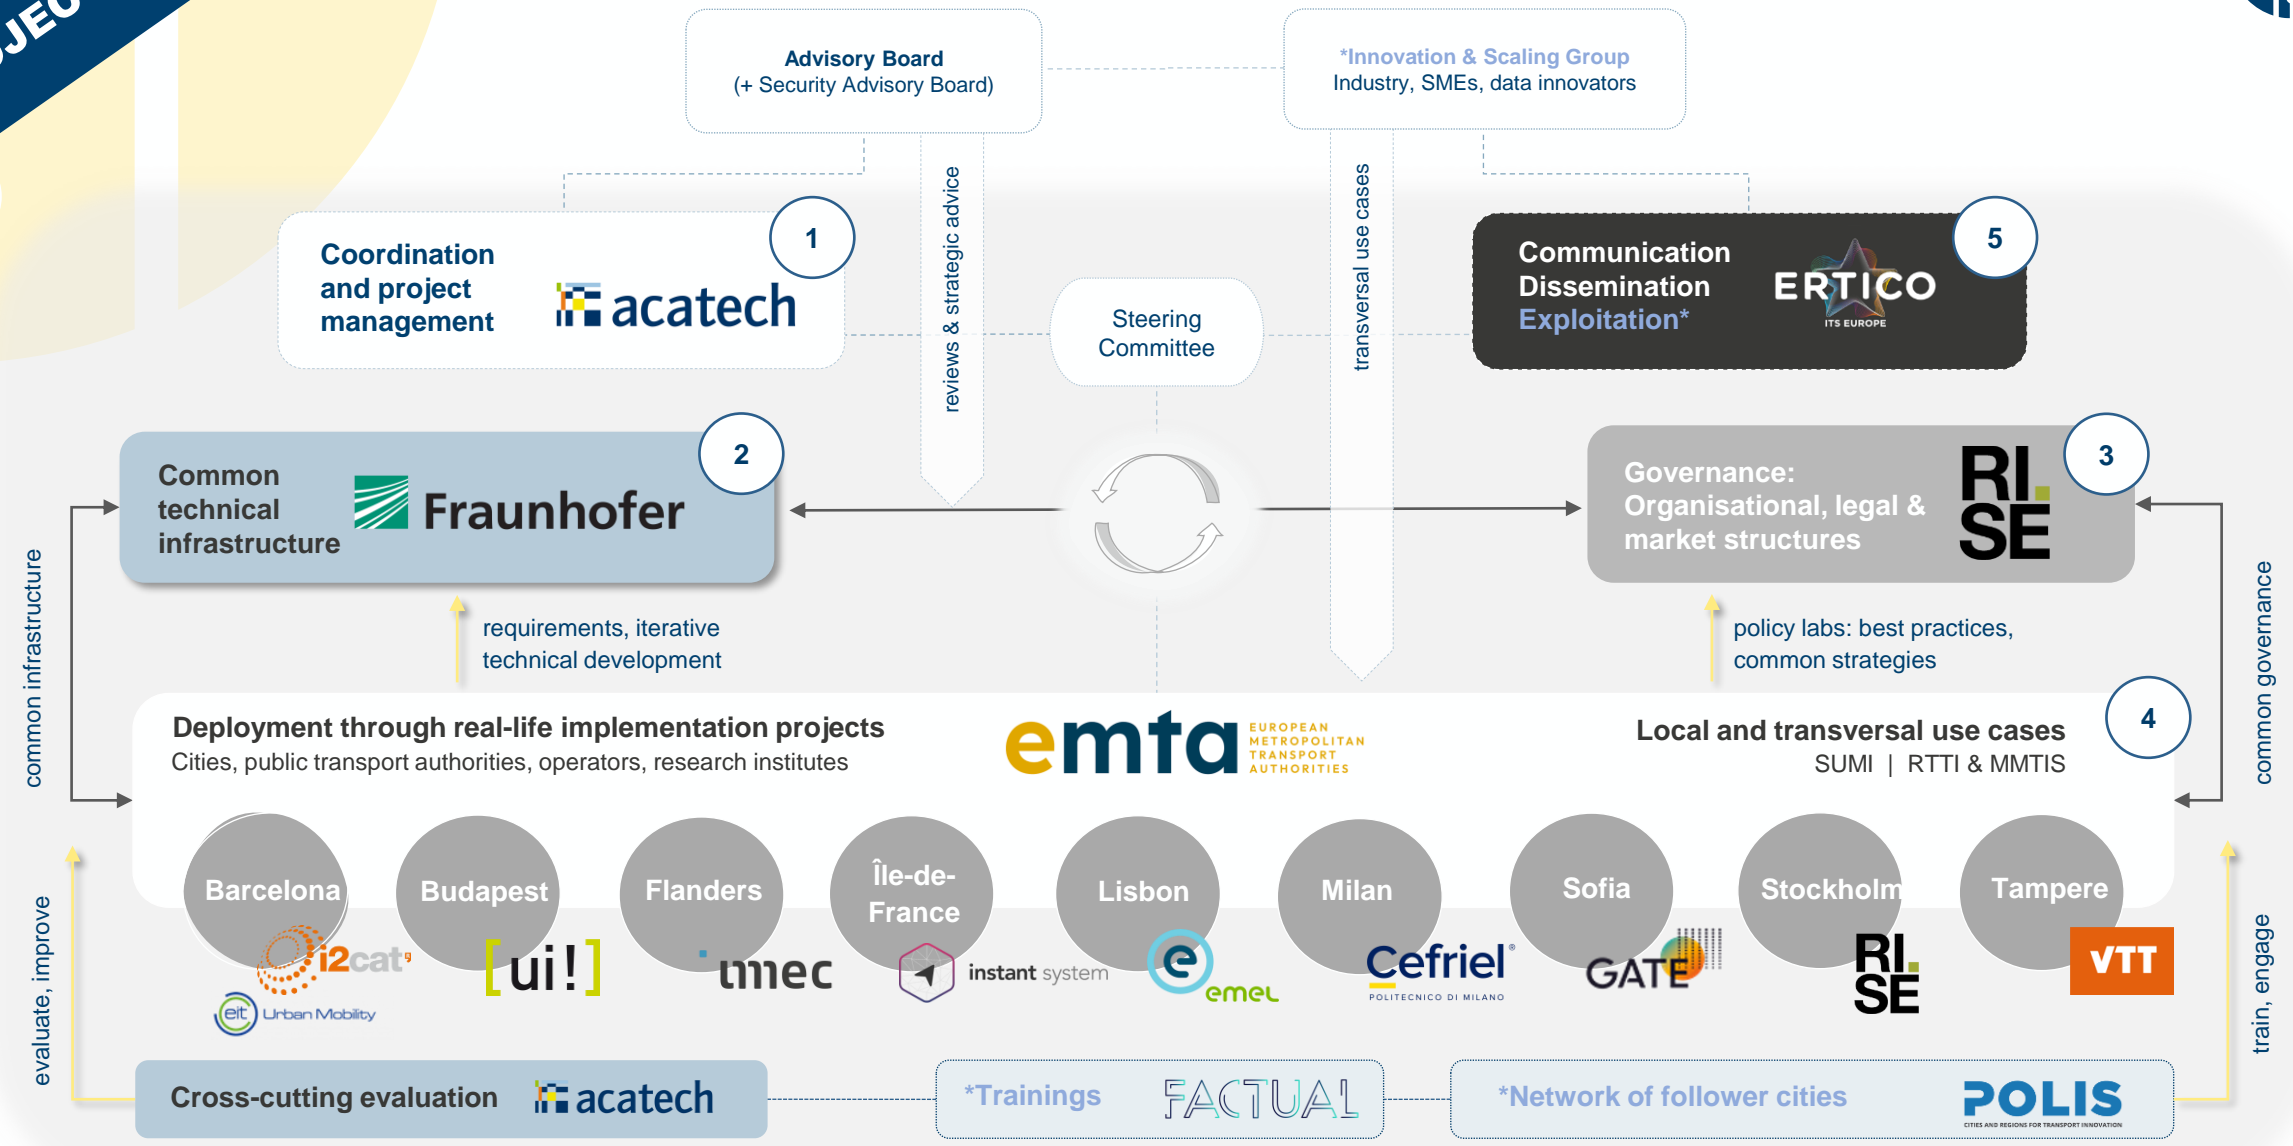 Advisory Board
(+ Security Advisory Board)
*Innovation & Scaling Group
Industry, SMEs, data innovators
reviews & strategic advice
transversal use cases
Coordination
and project
management
acatech
1
Steering
Committee
Communication
Dissemination
Exploitation*
ERTICO
ITS EUROPE
5
Common
technical
infrastructure
Fraunhofer
2
Governance:
Organisational, legal &
market structures
RI.
SE
3
common infrastructure
common governance
requirements, iterative
technical development
policy labs: best practices,
common strategies
Deployment through real-life implementation projects
Cities, public transport authorities, operators, research institutes
emta
EUROPEAN
METROPOLITAN
TRANSPORT
AUTHORITIES
Local and transversal use cases
SUMI | RTTI & MMTIS
4
Barcelona
Budapest
Flanders
Île-de-
France
Lisbon
Milan
Sofia
Stockholm
Tampere
i2cat
eit Urban Mobility
[ui!]
imec
instant system
e
emel
Cefriel®
POLITECNICO DI MILANO
GATE
RI.
SE
VTT
evaluate, improve
train, engage
Cross-cutting evaluation
acatech
*Trainings
FACTUAL
*Network of follower cities
POLIS
CITIES AND REGIONS FOR TRANSPORT INNOVATION